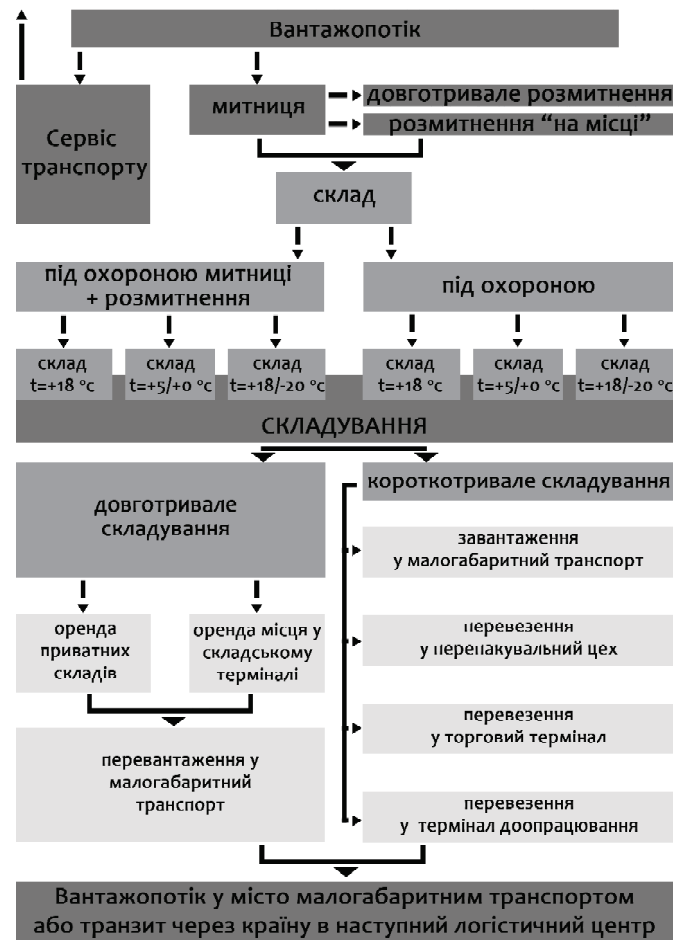 Вантажопотік
Сервіс
транспорту
митниця
довготривале розмитнення
розмитнення “на місці”
склад
під охороною митниці
+ розмитнення
під охороною
склад
t=+18 °c
склад
t=+5/+0 °c
склад
t=+18/-20 °c
склад
t=+18 °c
склад
t=+5/+0 °c
склад
t=+18/-20 °c
СКЛАДУВАННЯ
довготривале
складування
оренда
приватних
складів
оренда місця у
складському
терміналі
перевантаження у
малогабаритний
транспорт
короткотривале складування
завантаження
у малогабаритний транспорт
перевезення
у перепакувальний цех
перевезення
у торговий термінал
перевезення
у термінал доопрацювання
Вантажопотік у місто малогабаритним транспортом
або транзит через країну в наступний логістичний центр